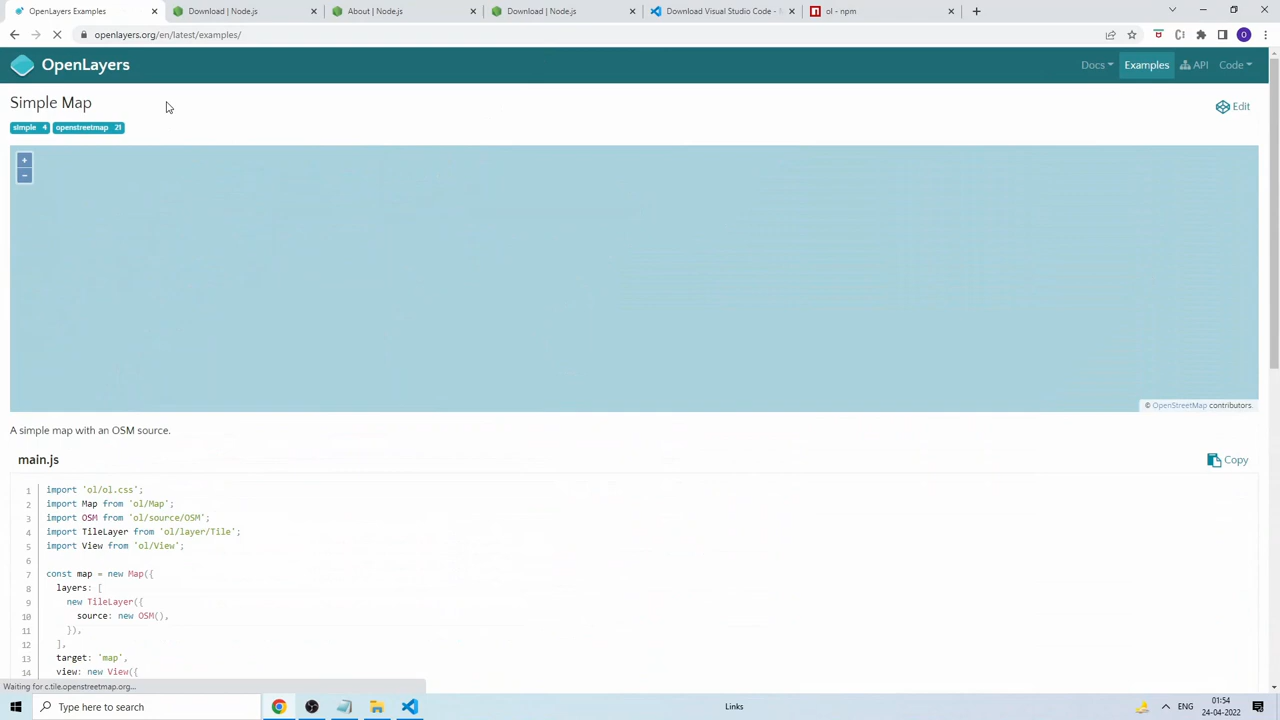 OpenLayers Examples
Download | Node.js
About | Node.js
Download | Node.js
Download Visual Studio Code -
ol - npm
openlayers.org/en/latest/examples/
OpenLayers
Docs
Examples
API
Code
Simple Map
Edit
simple 4
openstreetmap 21
+
−
© OpenStreetMap contributors.
A simple map with an OSM source.
main.js
Copy
1 import 'ol/ol.css';
2 import Map from 'ol/Map';
3 import OSM from 'ol/source/OSM';
4 import TileLayer from 'ol/layer/Tile';
5 import View from 'ol/View';
6
7 const map = new Map({
8 layers: [
9 new TileLayer({
10 source: new OSM(),
11 }),
12 ],
13 target: 'map',
14 view: new View({
Waiting for c.tile.openstreetmap.org...
Type here to search
Links
ENG
01:54
24-04-2022